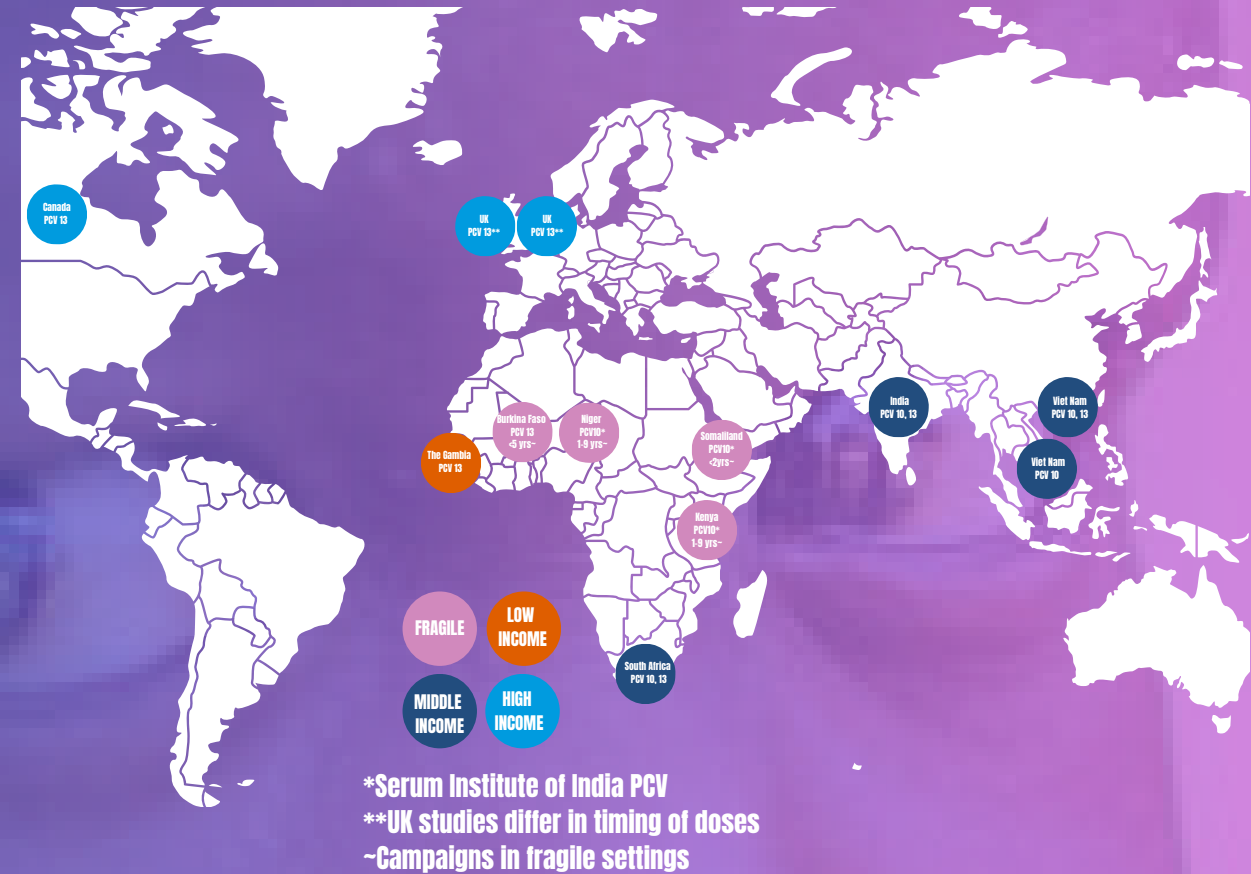 Canada
PCV 13
UK
PCV 13**
UK
PCV 13**
India
PCV 10, 13
Viet Nam
PCV 10, 13
Burkina Faso
PCV 13
<5 yrs~
Niger
PCV10*
1-9 yrs~
Somaliland
PCV10*
<2yrs~
The Gambia
PCV 13
Viet Nam
PCV 10
Kenya
PCV10*
1-9 yrs~
FRAGILE
LOW
INCOME
South Africa
PCV 10, 13
MIDDLE
INCOME
HIGH
INCOME
*Serum Institute of India PCV
**UK studies differ in timing of doses
~Campaigns in fragile settings